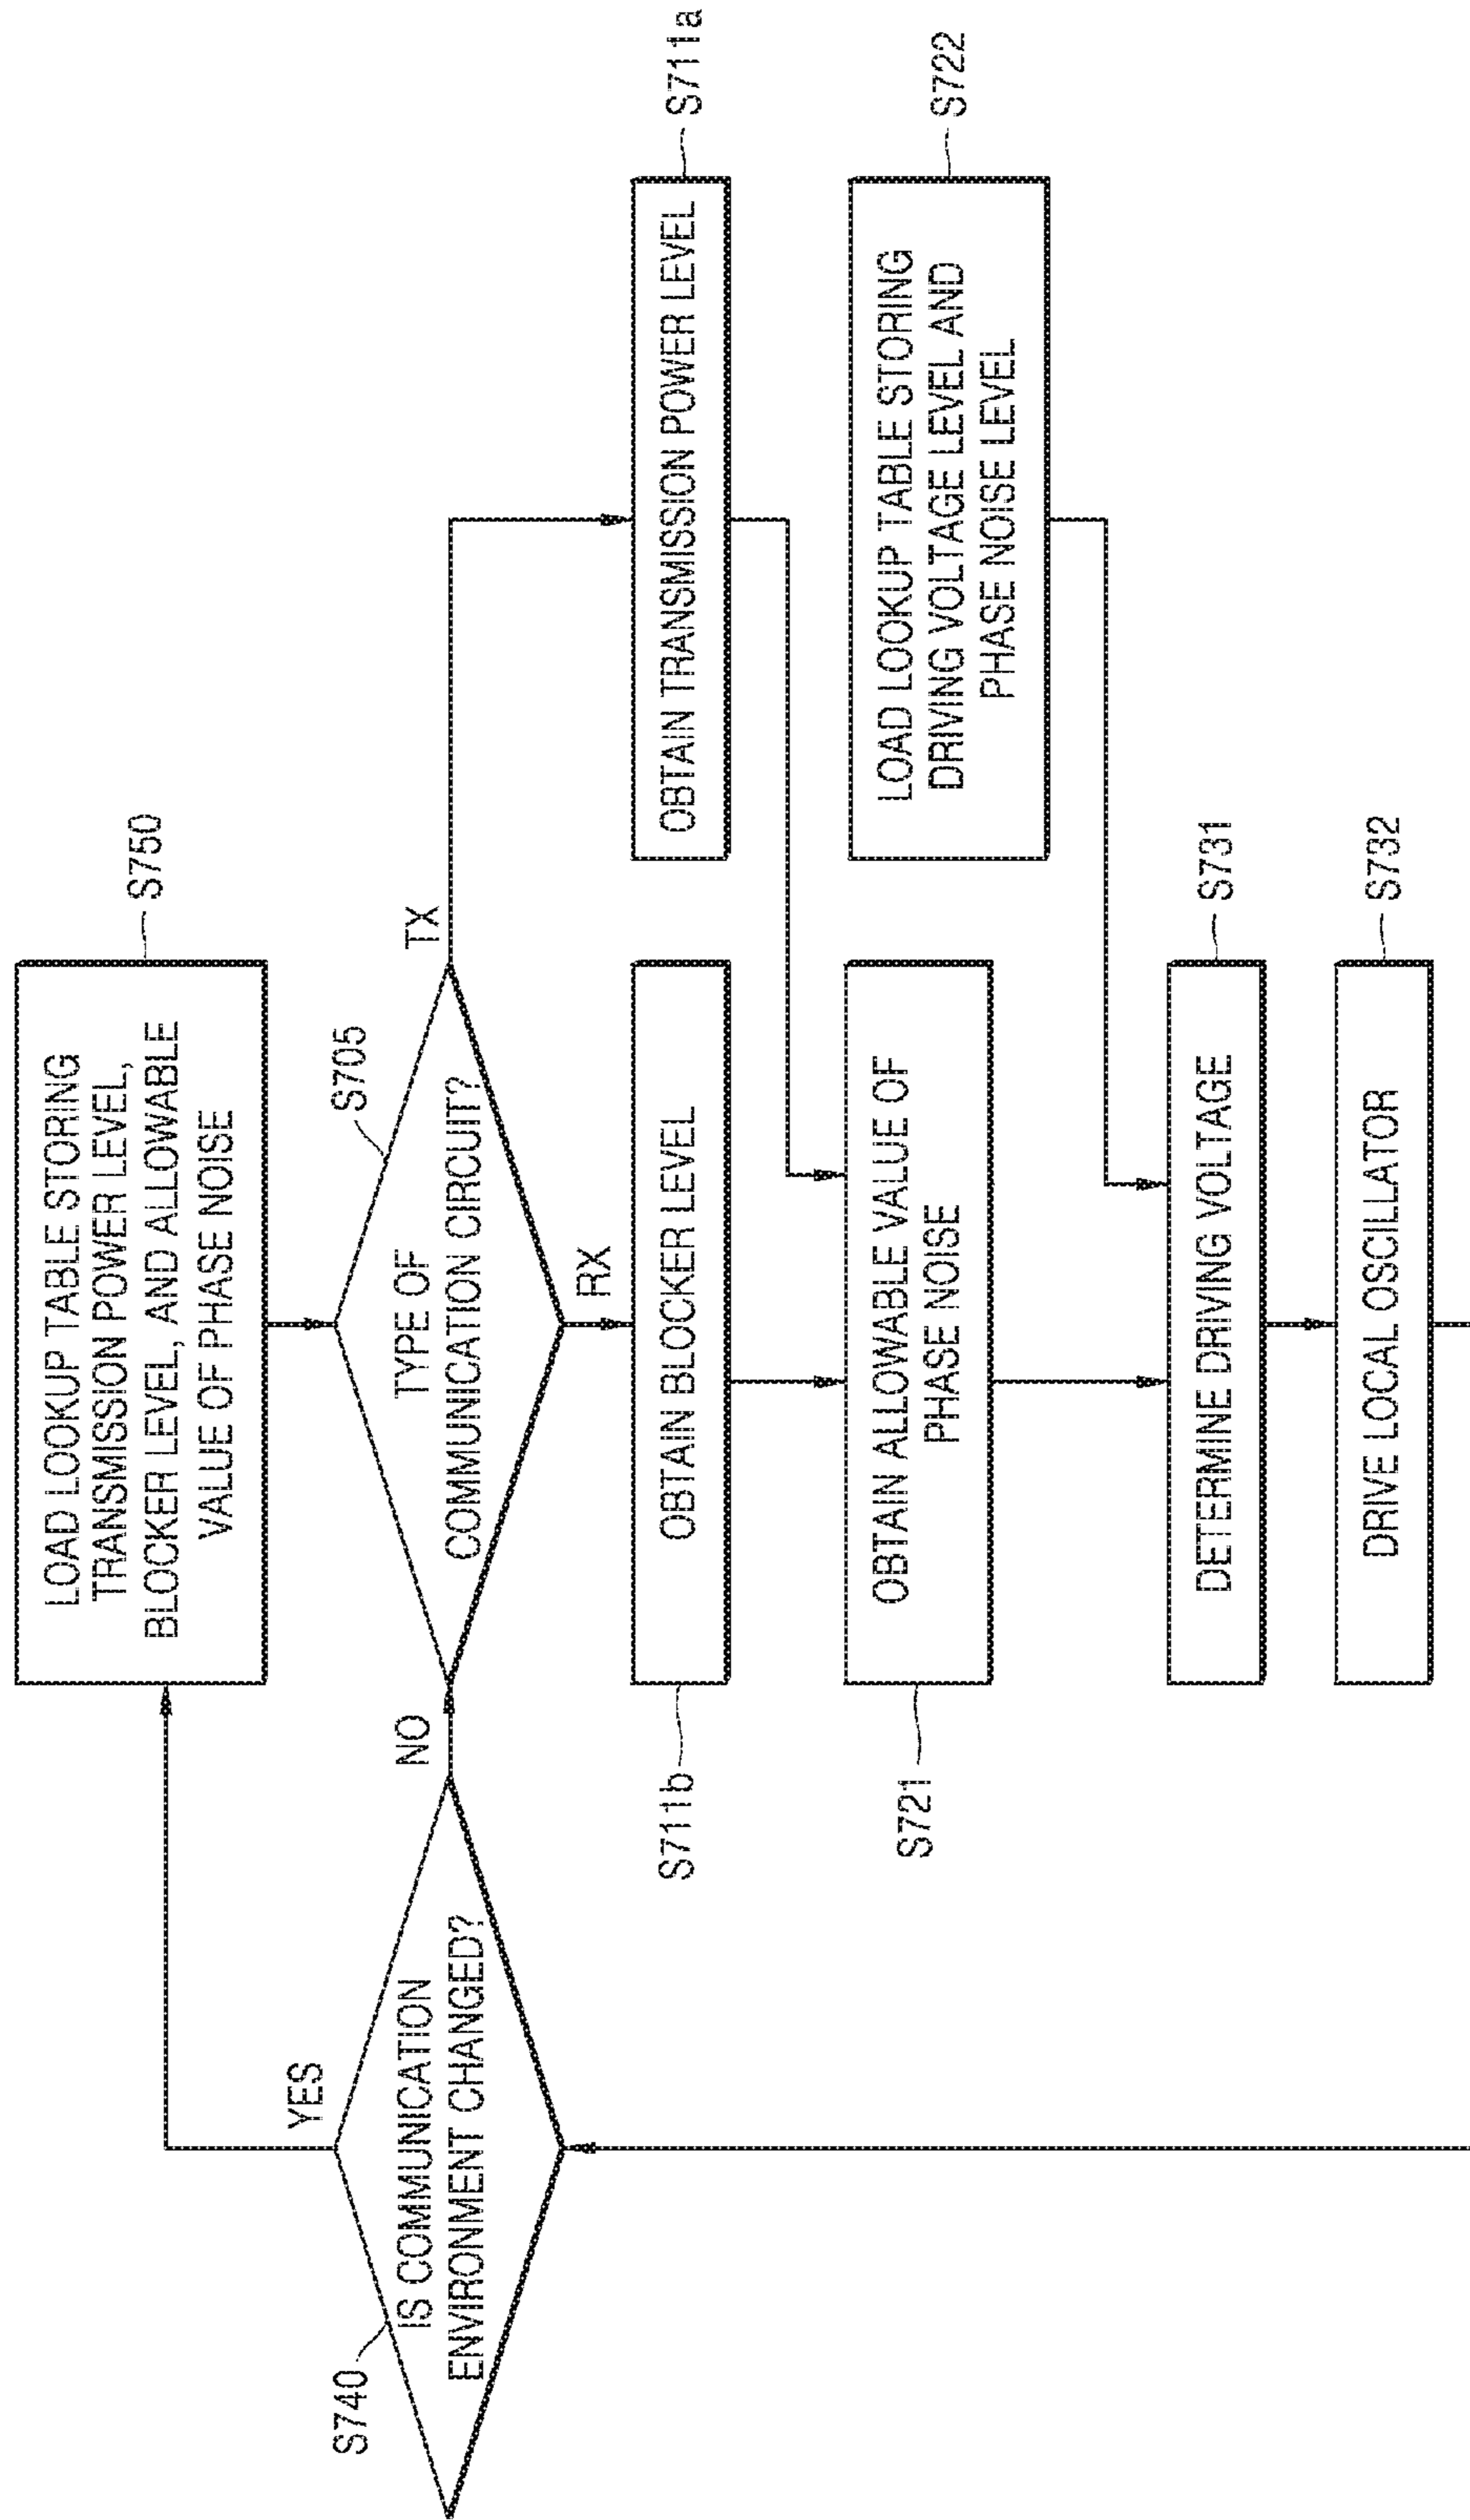 LOAD LOOKUP TABLE STORING
TRANSMISSION POWER LEVEL,
BLOCKER LEVEL, AND ALLOWABLE
VALUE OF PHASE NOISE
S750
S740
IS COMMUNICATION
ENVIRONMENT CHANGED?
YES
NO
S705
TYPE OF
COMMUNICATION CIRCUIT?
TX
RX
S711b
OBTAIN BLOCKER LEVEL
OBTAIN TRANSMISSION POWER LEVEL
S711a
S721
OBTAIN ALLOWABLE VALUE OF
PHASE NOISE
LOAD LOOKUP TABLE STORING
DRIVING VOLTAGE LEVEL AND
PHASE NOISE LEVEL
S722
DETERMINE DRIVING VOLTAGE
S731
DRIVE LOCAL OSCILLATOR
S732